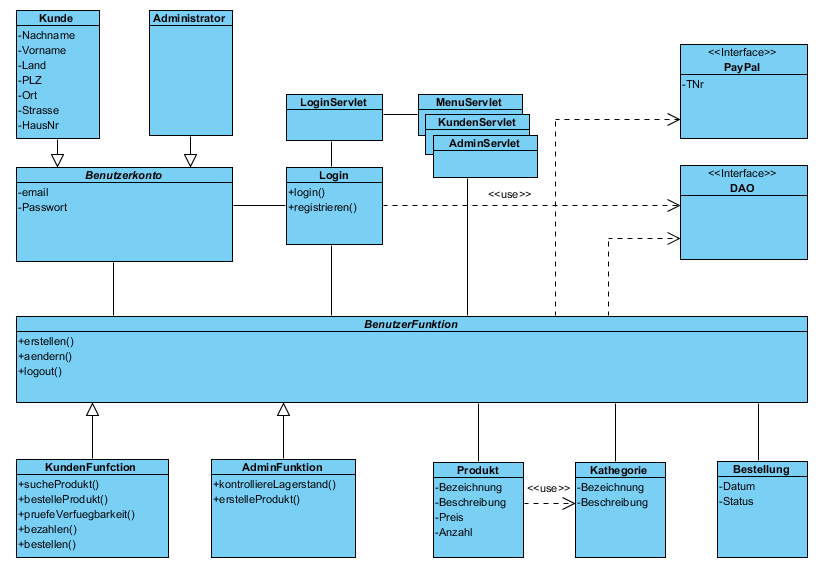 Kunde
-Nachname
-Vorname
-Land
-PLZ
-Ort
-Strasse
-HausNr
Administrator
LoginServlet
MenuServlet
KundenServlet
AdminServlet
<<Interface>>
PayPal
-TNr
Benutzerkonto
-email
-Passwort
Login
+login()
+registrieren()
<<use>>
<<Interface>>
DAO
BenutzerFunktion
+erstellen()
+aendern()
+logout()
KundenFunfction
+sucheProdukt()
+bestelleProdukt()
+pruefeVerfuegbarkeit()
+bezahlen()
+bestellen()
AdminFunktion
+kontrolliereLagerstand()
+erstelleProdukt()
Produkt
-Bezeichnung
-Beschreibung
-Preis
-Anzahl
<<use>>
Kathegorie
-Bezeichnung
-Beschreibung
Bestellung
-Datum
-Status